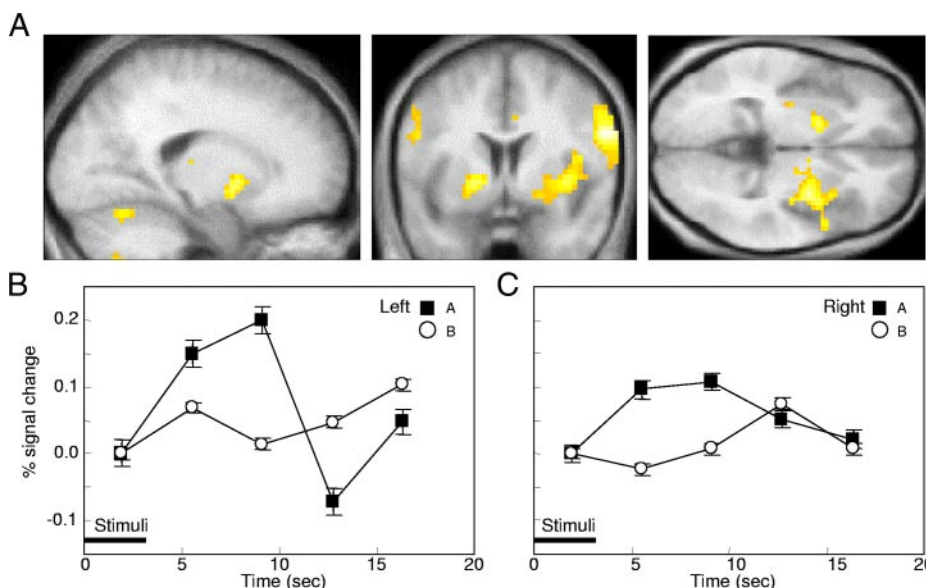 A
B
Left A
B
0.2
0.1
0.0
-0.1
% signal change
Stimuli
0 5 10 15 20
Time (sec)
C
Right A
B
Stimuli
0 5 10 15 20
Time (sec)